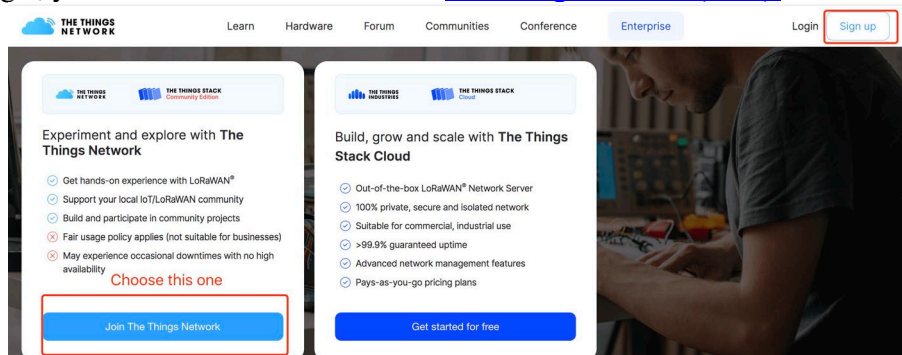 THE THINGS
NETWORK
Learn
Hardware
Forum
Communities
Conference
Enterprise
Login
Sign up
THE THINGS
NETWORK
THE THINGS STACK
Community Edition
Experiment and explore with The
Things Network
Get hands-on experience with LoRaWAN®
Support your local IoT/LoRaWAN community
Build and participate in community projects
Fair usage policy applies (not suitable for businesses)
May experience occasional downtimes with no high
availability
Choose this one
Join The Things Network
THE THINGS
INDUSTRIES
THE THINGS STACK
Cloud
Build, grow and scale with The Things
Stack Cloud
Out-of-the-box LoRaWAN® Network Server
100% private, secure and isolated network
Suitable for commercial, industrial use
>99.9% guaranteed uptime
Advanced network management features
Pays-as-you-go pricing plans
Get started for free